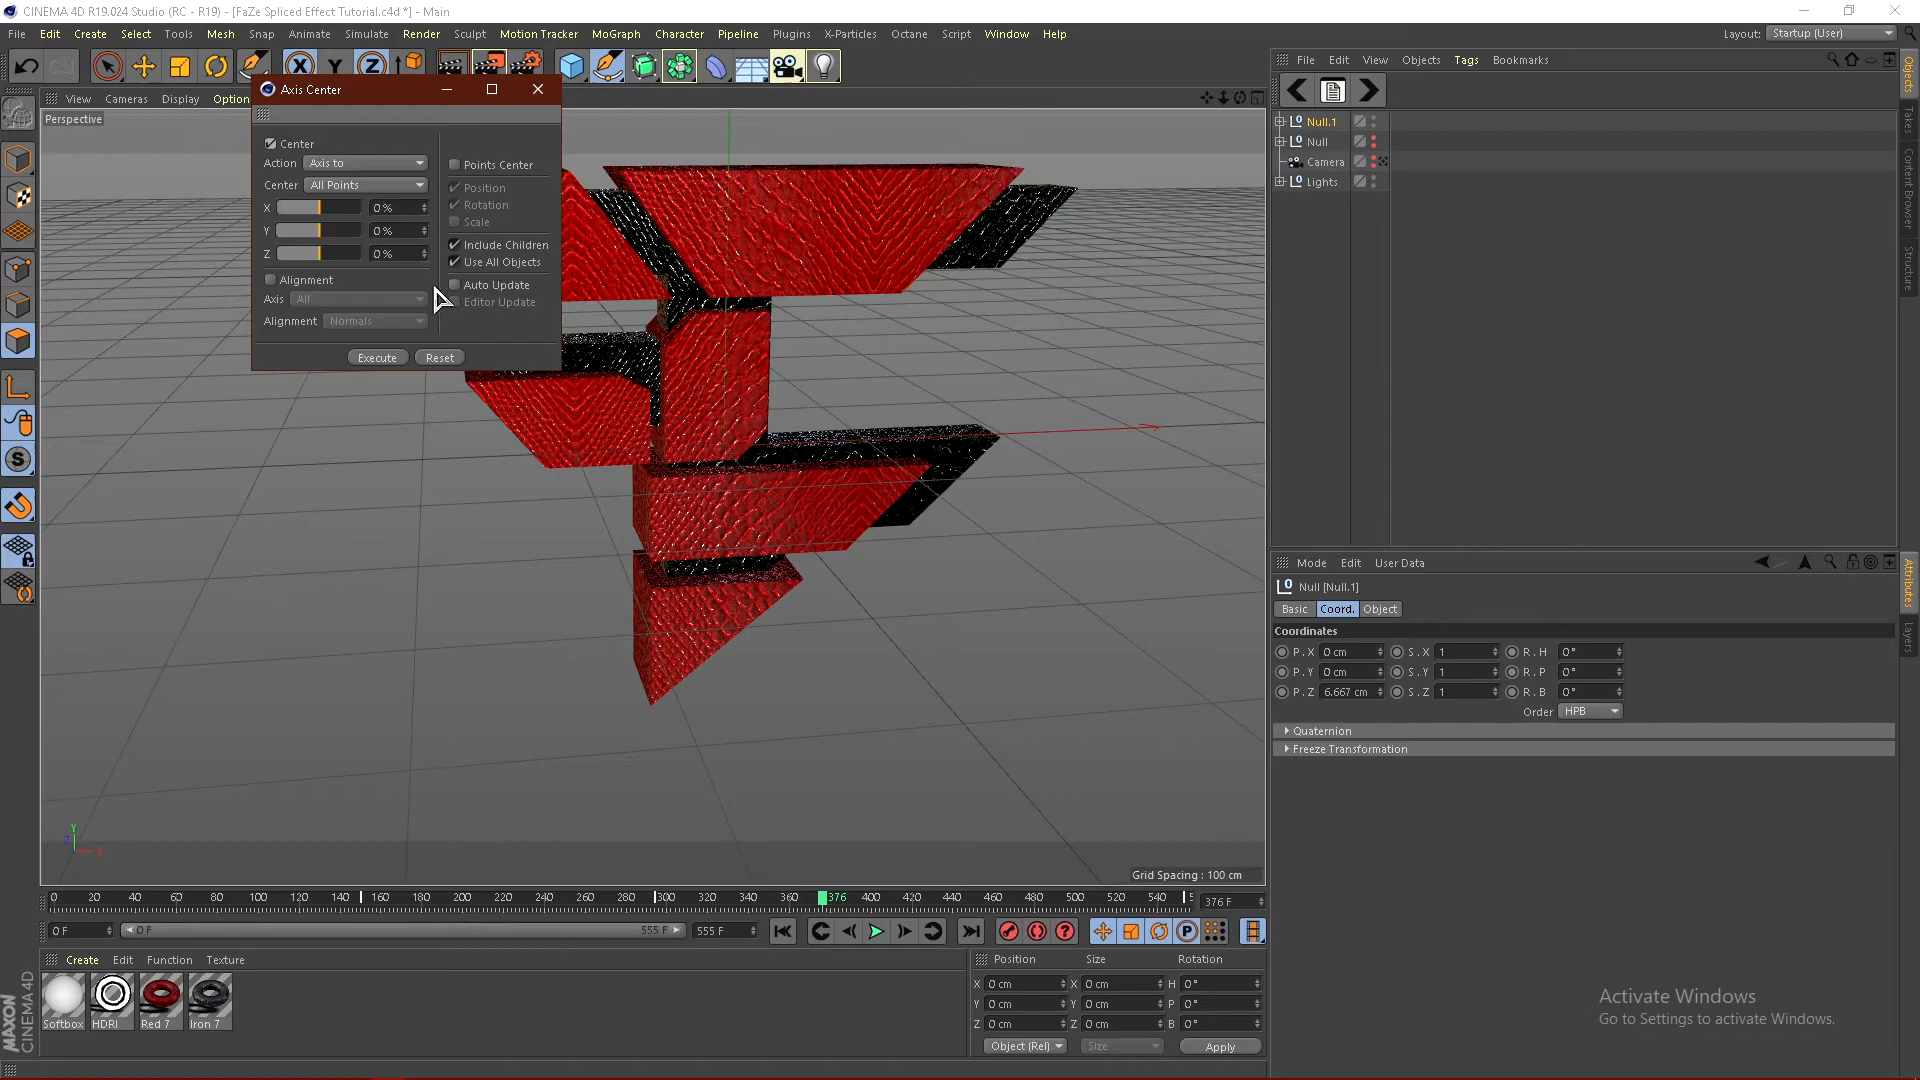 CINEMA 4D R19.024 Studio (RC - R19) - [FaZe Spliced Effect Tutorial.c4d *] - Main
File Edit Create Select Tools Mesh Snap Animate Simulate Render Sculpt Motion Tracker MoGraph Character Pipeline Plugins X-Particles Octane Script Window Help
Layout: Startup (User)
Axis Center
View Cameras Display Option
Perspective
Center
Action Axis to
Center All Points
X 0 %
Y 0 %
Z 0 %
Alignment
Axis All
Alignment Normals
Points Center
Position
Rotation
Scale
Include Children
Use All Objects
Auto Update
Editor Update
Execute Reset
Grid Spacing : 100 cm
File Edit View Objects Tags Bookmarks
Null.1
Null
Camera
Lights
Objects
Takes
Content Browser
Structure
Mode Edit User Data
Null [Null.1]
Basic Coord. Object
Coordinates
P . X 0 cm S . X 1 R . H 0 °
P . Y 0 cm S . Y 1 R . P 0 °
P . Z 6.667 cm S . Z 1 R . B 0 °
Order HPB
Quaternion
Freeze Transformation
Attributes
Layers
0 20 40 60 80 100 120 140 160 180 200 220 240 260 280 300 320 340 360 376 400 420 440 460 480 500 520 540 5
376 F
0 F 0 F 555 F 555 F
Create Edit Function Texture
Softbox HDRI Red 7 Iron 7
Position Size Rotation
X 0 cm X 0 cm H 0 °
Y 0 cm Y 0 cm P 0 °
Z 0 cm Z 0 cm B 0 °
Object (Rel) Size Apply
MAXON
CINEMA 4D
Activate Windows
Go to Settings to activate Windows.